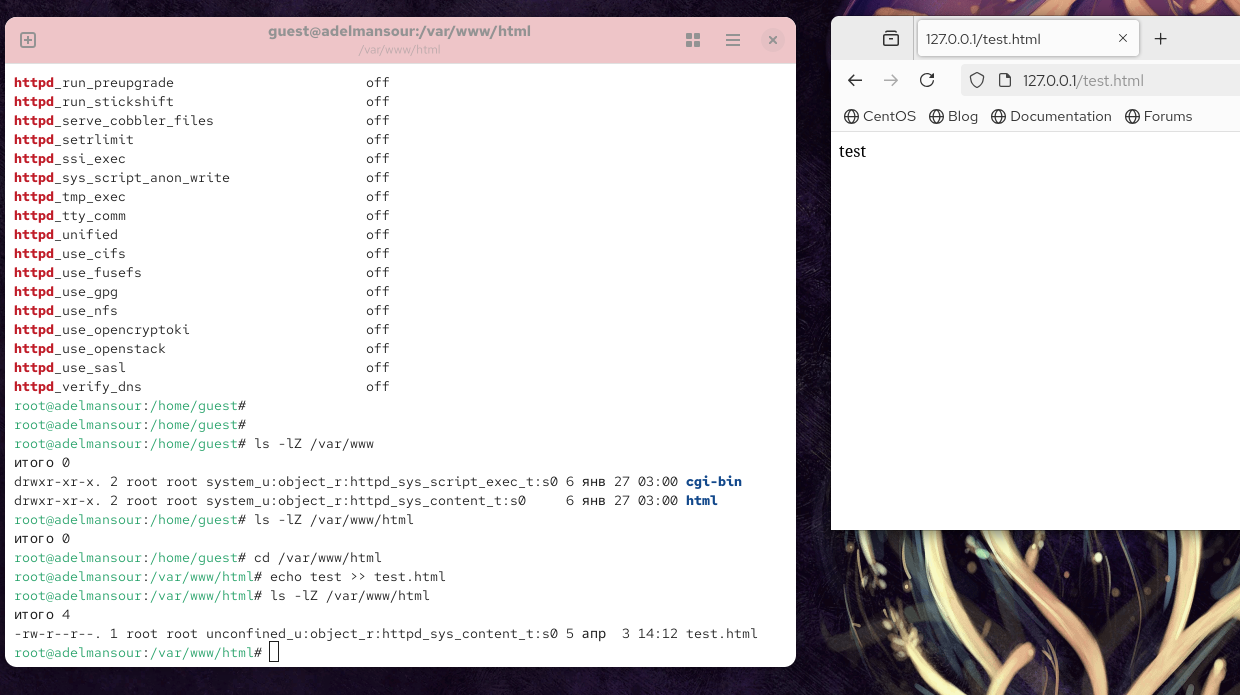 guest@adelmansour:/var/www/html
/var/www/html
httpd_run_preupgrade off
httpd_run_stickshift off
httpd_serve_cobbler_files off
httpd_setrlimit off
httpd_ssi_exec off
httpd_sys_script_anon_write off
httpd_tmp_exec off
httpd_tty_comm off
httpd_unified off
httpd_use_cifs off
httpd_use_fusefs off
httpd_use_gpg off
httpd_use_nfs off
httpd_use_opencryptoki off
httpd_use_openstack off
httpd_use_sasl off
httpd_verify_dns off
root@adelmansour:/home/guest#
root@adelmansour:/home/guest#
root@adelmansour:/home/guest# ls -lZ /var/www
итого 0
drwxr-xr-x. 2 root root system_u:object_r:httpd_sys_script_exec_t:s0 6 янв 27 03:00 cgi-bin
drwxr-xr-x. 2 root root system_u:object_r:httpd_sys_content_t:s0 6 янв 27 03:00 html
root@adelmansour:/home/guest# ls -lZ /var/www/html
итого 0
root@adelmansour:/home/guest# cd /var/www/html
root@adelmansour:/var/www/html# echo test >> test.html
root@adelmansour:/var/www/html# ls -lZ /var/www/html
итого 4
-rw-r--r--. 1 root root unconfined_u:object_r:httpd_sys_content_t:s0 5 апр 3 14:12 test.html
root@adelmansour:/var/www/html#
127.0.0.1/test.html
127.0.0.1/test.html
CentOS Blog Documentation Forums
test